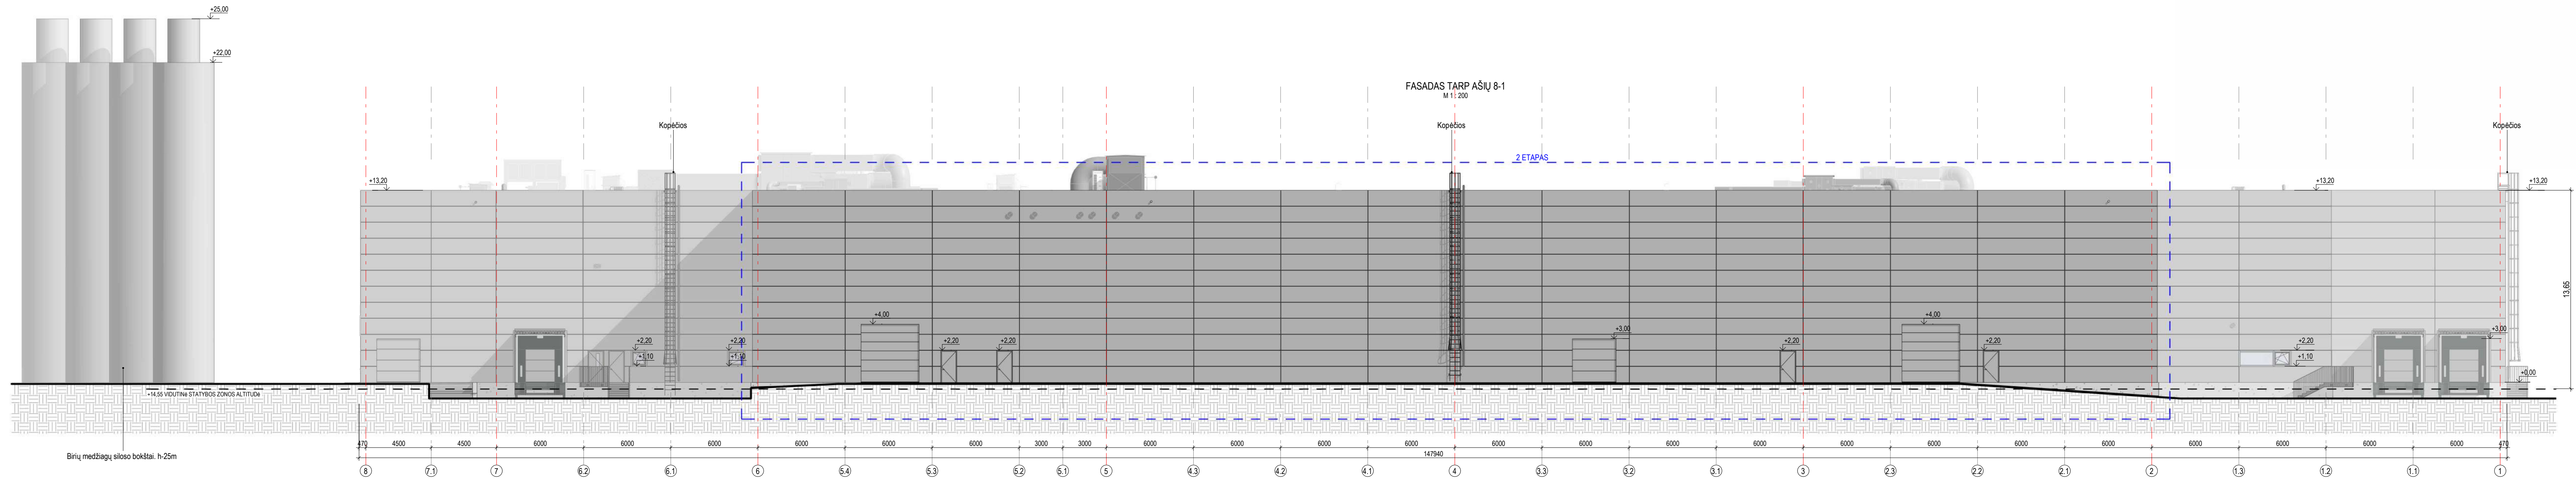 +25,00
+22,00
FASADAS TARP AŠIŲ 8-1
M 1 : 200
Kopėčios
Kopėčios
Kopėčios
2 ETAPAS
+13,20
+13,20
+13,20
13,65
+4,00
+4,00
+3,00
+3,00
+2,20
+1,10
+2,20
+1,10
+2,20
+2,20
+2,20
+2,20
+2,20
+1,10
+0,00
+14,55 VIDUTINė STATYBOS ZONOS ALTITUDė
470 4500 4500 6000 6000 6000 6000 6000 6000 3000 3000 6000 6000 6000 6000 6000 6000 6000 6000 6000 6000 6000 6000 6000 6000 6000 470
147940
Birių medžiagų siloso bokštai. h-25m
8 7.1 7 6.2 6.1 6 5.4 5.3 5.2 5.1 5 4.3 4.2 4.1 4 3.3 3.2 3.1 3 2.3 2.2 2.1 2 1.3 1.2 1.1 1